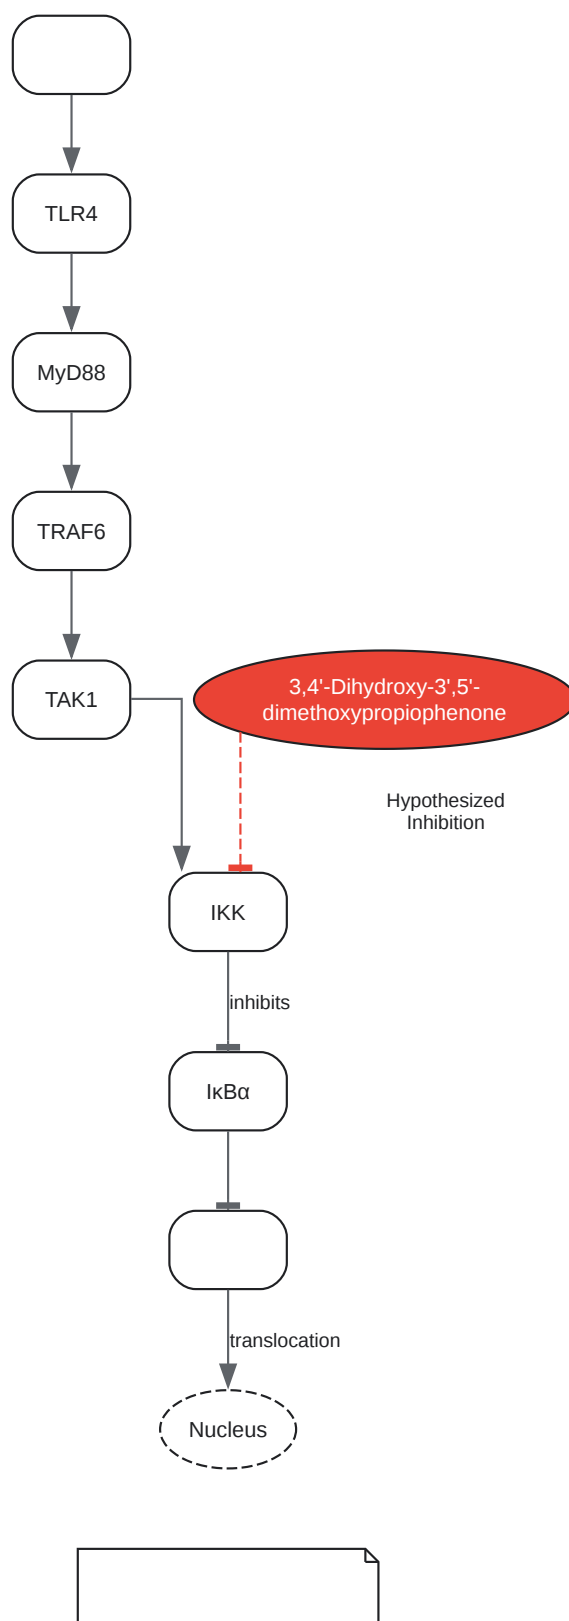 TLR4
MyD88
TRAF6
TAK1
3,4'-Dihydroxy-3',5'-
dimethoxypropiophenone
Hypothesized
Inhibition
IKK
inhibits
IκBα
translocation
Nucleus